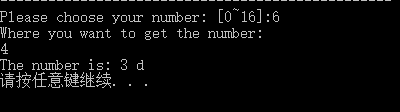 Please choose your number: [0~16]:6
Where you want to get the number:
4
The number is: 3 d
请按任意键继续. . .